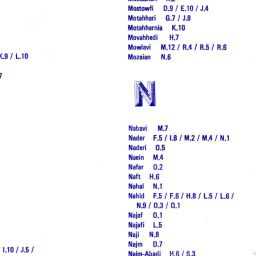 Mostowfi D.9 / E.10 / J.4
Motahhari G.7 / J.8
Motahharnia K.10
Movahhedi H.7
Mowlavi M.12 / R.4 / R.5 / R.6
Mozaian N.6
N
Nabavi M.7
Nader F.5 / I.8 / M.2 / M.4 / N.1
Naderi O.5
Naein M.4
Nafar O.2
Naft H.6
Nahal N.1
Nahid F.5 / F.6 / H.8 / L.5 / L.6 /
N.9 / O.3 / Q.1
Najaf O.1
Najafi L.5
Naji N.8
Najm D.7
Najm-Abadi H.6 / S.3
K.9 / L.10
/ I.10 / J.5 /